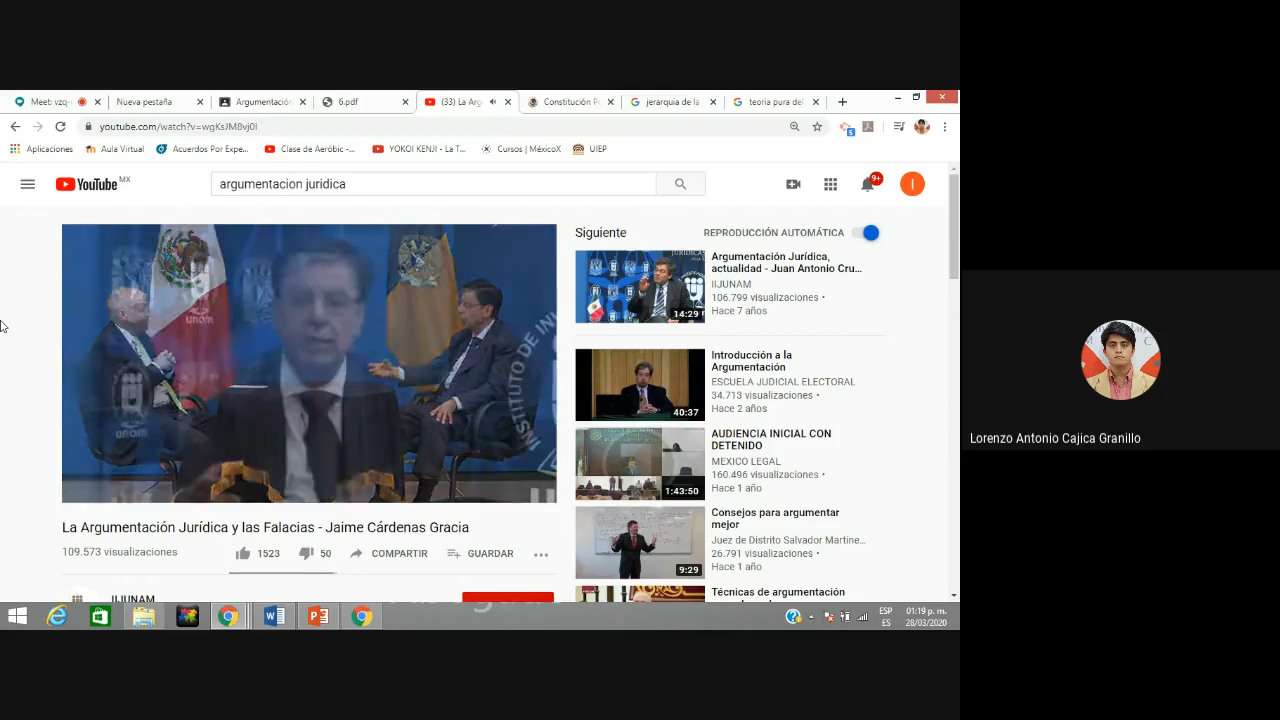 Meet: vzq-
Nueva pestaña
Argumentación
6.pdf
(33) La Arg
Constitución P
jerarquia de la
teoria pura del
youtube.com/watch?v=wgKsJM8vj0I
Aplicaciones
Aula Virtual
Acuerdos Por Expe...
Clase de Aeróbic -...
YOKOI KENJI - La T...
Cursos | MéxicoX
UIEP
YouTube MX
argumentacion juridica
9+
I
Siguiente
REPRODUCCIÓN AUTOMÁTICA
unam
INSTITUTO DE IN
Argumentación Jurídica,
actualidad - Juan Antonio Cru...
IIJUNAM
106.799 visualizaciones •
Hace 7 años
14:29
Introducción a la
Argumentación
ESCUELA JUDICIAL ELECTORAL
34.713 visualizaciones •
Hace 2 años
40:37
AUDIENCIA INICIAL CON
DETENIDO
MEXICO LEGAL
160.496 visualizaciones •
Hace 1 año
1:43:50
Consejos para argumentar
mejor
Juez de Distrito Salvador Martíne...
26.791 visualizaciones •
Hace 1 año
9:29
Técnicas de argumentación
La Argumentación Jurídica y las Falacias - Jaime Cárdenas Gracia
109.573 visualizaciones
1523
50
COMPARTIR
GUARDAR
IIJUNAM
ESP
ES
01:19 p. m.
28/03/2020
Lorenzo Antonio Cajica Granillo